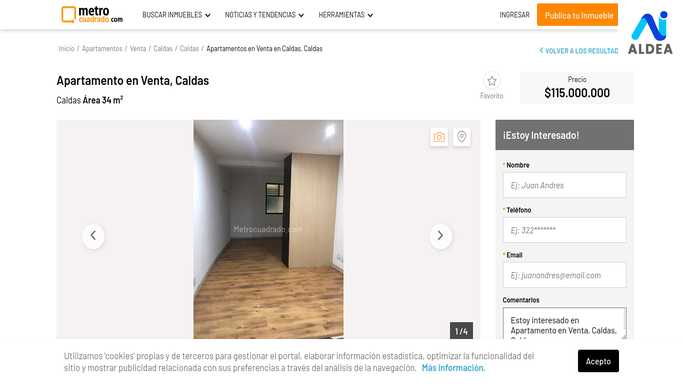 metro
cuadrado.com
BUSCAR INMUEBLES
NOTICIAS Y TENDENCIAS
HERRAMIENTAS
INGRESAR
Publica tu Inmueble
ALDEA
Inicio / Apartamentos / Venta / Caldas / Caldas / Apartamentos en Venta en Caldas, Caldas
VOLVER A LOS RESULTAD
Apartamento en Venta, Caldas
Caldas Área 34 m²
Favorito
Precio
$115.000.000
Metrocuadrado.com
1 / 4
¡Estoy Interesado!
* Nombre
Ej: Juan Andres
* Teléfono
Ej: 322*******
* Email
Ej: juanandres@email.com
Comentarios
Estoy interesado en
Apartamento en Venta, Caldas,
Utilizamos 'cookies' propias y de terceros para gestionar el portal, elaborar información estadística, optimizar la funcionalidad del
sitio y mostrar publicidad relacionada con sus preferencias a través del análisis de la navegación. Más información.
Acepto